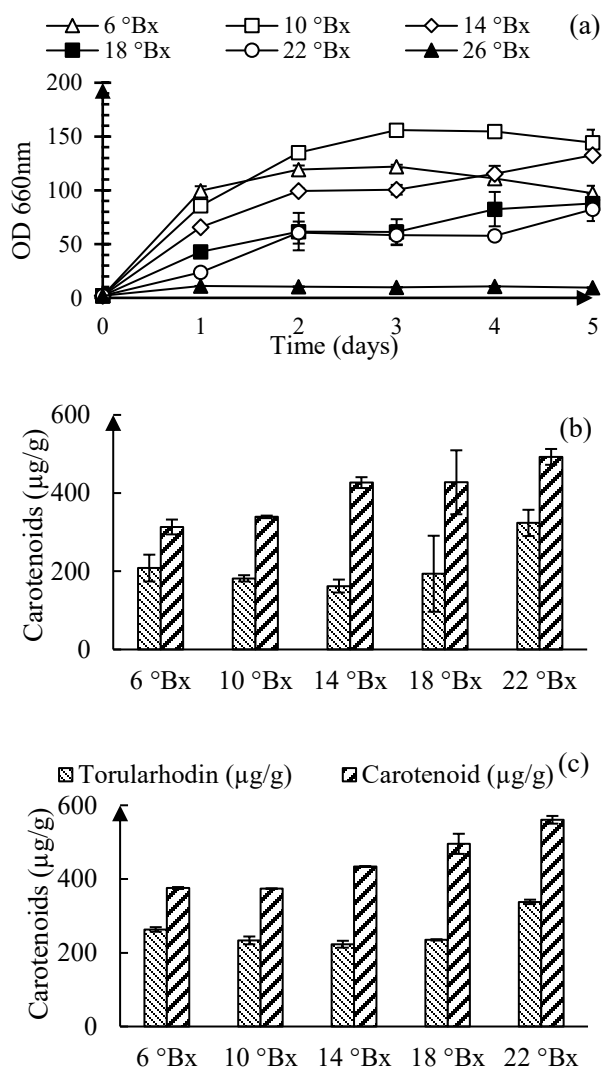 6 °Bx 10 °Bx 14 °Bx (a)
18 °Bx 22 °Bx 26 °Bx
200
150
100
50
0
OD 660nm
0 1 2 3 4 5
Time (days)
(b)
600
400
200
0
Carotenoids (µg/g)
6 °Bx 10 °Bx 14 °Bx 18 °Bx 22 °Bx
(c)
Torularhodin (µg/g) Carotenoid (µg/g)
600
400
200
0
Carotenoids (µg/g)
6 °Bx 10 °Bx 14 °Bx 18 °Bx 22 °Bx